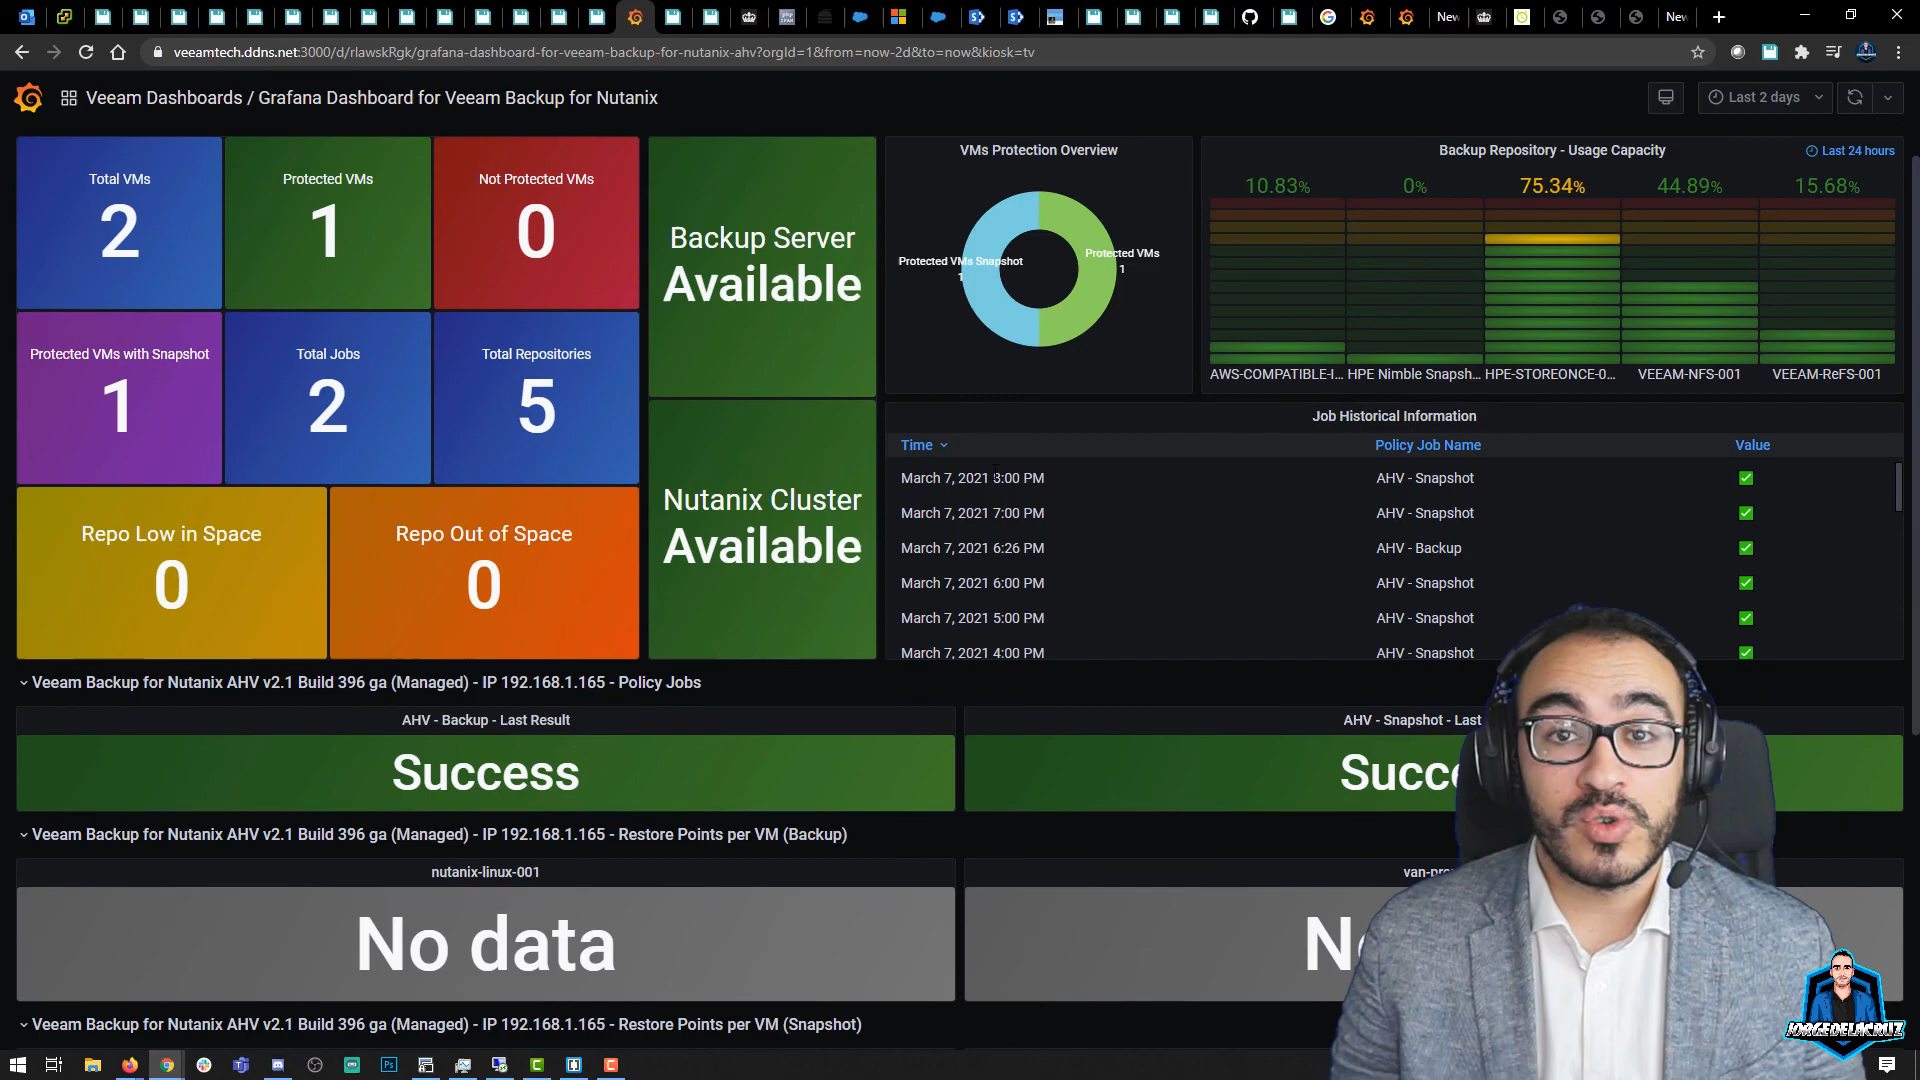 New
New
veeamtech.ddns.net:3000/d/rlawskRgk/grafana-dashboard-for-veeam-backup-for-nutanix-ahv?orgId=1&from=now-2d&to=now&kiosk=tv
Veeam Dashboards / Grafana Dashboard for Veeam Backup for Nutanix
Last 2 days
Total VMs
2
Protected VMs
1
Not Protected VMs
0
Protected VMs with Snapshot
1
Total Jobs
2
Total Repositories
5
Repo Low in Space
0
Repo Out of Space
0
Backup Server
Available
Nutanix Cluster
Available
VMs Protection Overview
Protected VMs Snapshot
1
Protected VMs
1
Backup Repository - Usage Capacity
Last 24 hours
10.83% 0% 75.34% 44.89% 15.68%
AWS-COMPATIBLE-I... HPE Nimble Snapsh... HPE-STOREONCE-0... VEEAM-NFS-001 VEEAM-ReFS-001
Job Historical Information
Time Policy Job Name Value
March 7, 2021 8:00 PM AHV - Snapshot
March 7, 2021 7:00 PM AHV - Snapshot
March 7, 2021 6:26 PM AHV - Backup
March 7, 2021 6:00 PM AHV - Snapshot
March 7, 2021 5:00 PM AHV - Snapshot
March 7, 2021 4:00 PM AHV - Snapshot
Veeam Backup for Nutanix AHV v2.1 Build 396 ga (Managed) - IP 192.168.1.165 - Policy Jobs
AHV - Backup - Last Result
Success
AHV - Snapshot - Last
Succe
Veeam Backup for Nutanix AHV v2.1 Build 396 ga (Managed) - IP 192.168.1.165 - Restore Points per VM (Backup)
nutanix-linux-001
No data
van-pr
N
Veeam Backup for Nutanix AHV v2.1 Build 396 ga (Managed) - IP 192.168.1.165 - Restore Points per VM (Snapshot)
JORGEDELACRUZ